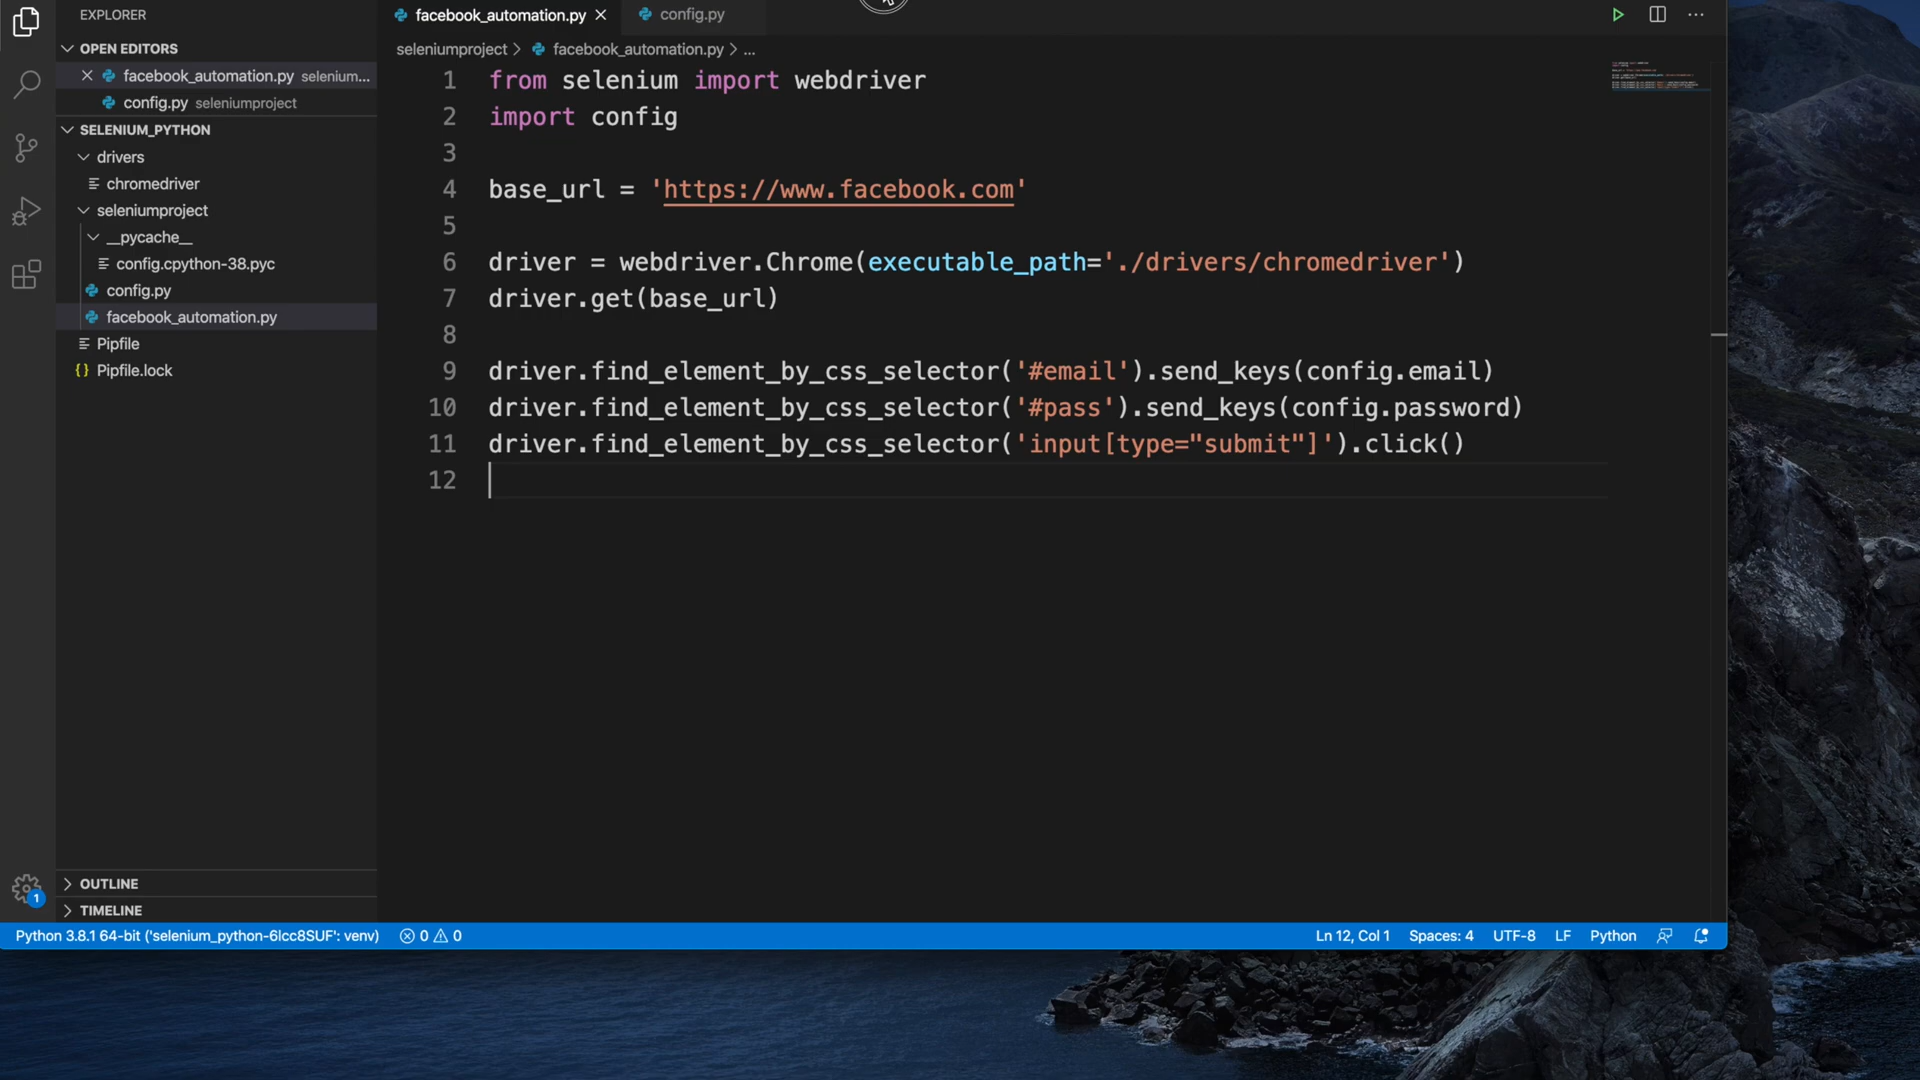 EXPLORER
OPEN EDITORS
facebook_automation.py selenium...
config.py seleniumproject
SELENIUM_PYTHON
drivers
chromedriver
seleniumproject
__pycache__
config.cpython-38.pyc
config.py
facebook_automation.py
Pipfile
{} Pipfile.lock
OUTLINE
TIMELINE
facebook_automation.py
config.py
seleniumproject > facebook_automation.py > ...
1 from selenium import webdriver
2 import config
3
4 base_url = 'https://www.facebook.com'
5
6 driver = webdriver.Chrome(executable_path='./drivers/chromedriver')
7 driver.get(base_url)
8
9 driver.find_element_by_css_selector('#email').send_keys(config.email)
10 driver.find_element_by_css_selector('#pass').send_keys(config.password)
11 driver.find_element_by_css_selector('input[type="submit"]').click()
12
1
Python 3.8.1 64-bit ('selenium_python-6lcc8SUF': venv) 0 0 Ln 12, Col 1 Spaces: 4 UTF-8 LF Python